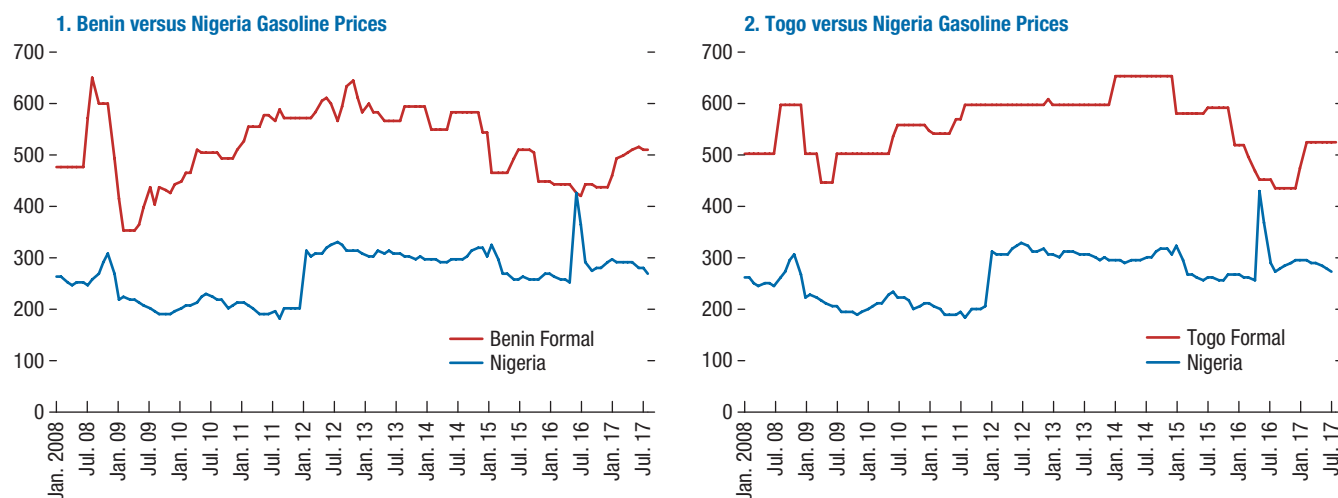 1. Benin versus Nigeria Gasoline Prices
700
600
500
400
300
200
100
0
Benin Formal
Nigeria
Jan. 2008
Jul. 08
Jan. 09
Jul. 09
Jan. 10
Jul. 10
Jan. 11
Jul. 11
Jan. 12
Jul. 12
Jan. 13
Jul. 13
Jan. 14
Jul. 14
Jan. 15
Jul. 15
Jan. 16
Jul. 16
Jan. 17
Jul. 17
2. Togo versus Nigeria Gasoline Prices
700
600
500
400
300
200
100
0
Togo Formal
Nigeria
Jan. 2008
Jul. 08
Jan. 09
Jul. 09
Jan. 10
Jul. 10
Jan. 11
Jul. 11
Jan. 12
Jul. 12
Jan. 13
Jul. 13
Jan. 14
Jul. 14
Jan. 15
Jul. 15
Jan. 16
Jul. 16
Jan. 17
Jul. 17